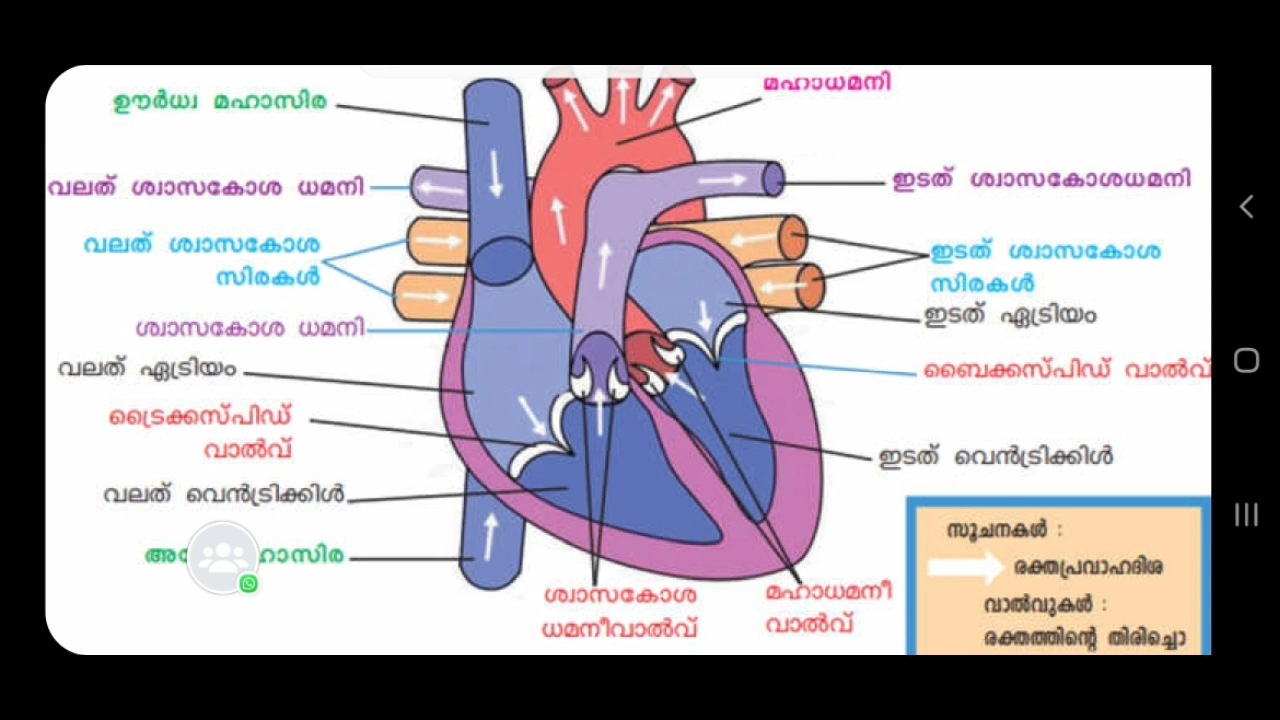 ഊർധ്വ മഹാസിര
മഹാധമനി
വലത് ശ്വാസകോശ ധമനി
ഇടത് ശ്വാസകോശധമനി
വലത് ശ്വാസകോശ
സിരകൾ
ഇടത് ശ്വാസകോശ
സിരകൾ
ശ്വാസകോശ ധമനി
ഇടത് ഏട്രിയം
വലത് ഏട്രിയം
ബൈക്കസ്പിഡ് വാൽവ്
ട്രൈക്കസ്പിഡ്
വാൽവ്
ഇടത് വെൻട്രിക്കിൾ
വലത് വെൻട്രിക്കിൾ
ശ്വാസകോശ
ധമനീവാൽവ്
മഹാധമനീ
വാൽവ്
സൂചനകൾ :
രക്തപ്രവാഹദിശ
വാൽവുകൾ :
രക്തത്തിന്റെ